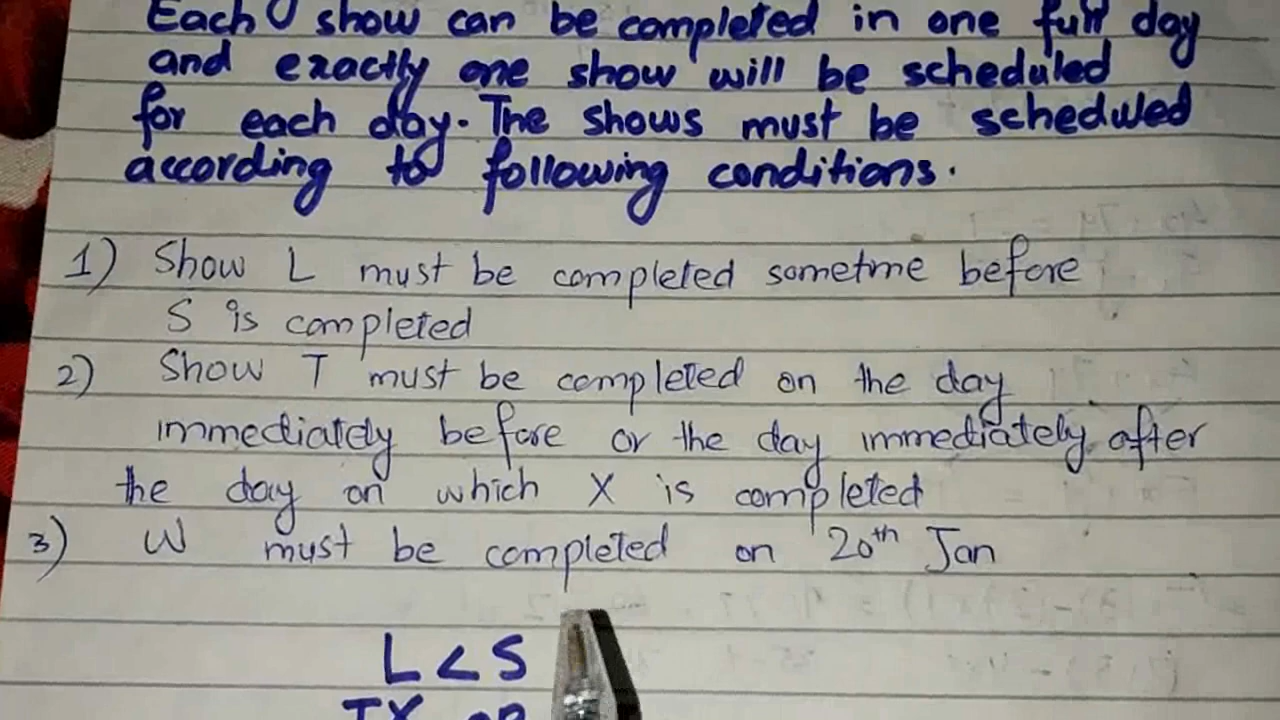 Each show can be completed in one full day
and exactly one show will be scheduled
for each day. The shows must be scheduled
according to following conditions.
1) Show L must be completed sometime before
S is completed
2) Show T must be completed on the day
immediately before or the day immediately after
the day on which X is completed
3) W must be completed on 20th Jan
L < S
TX OR